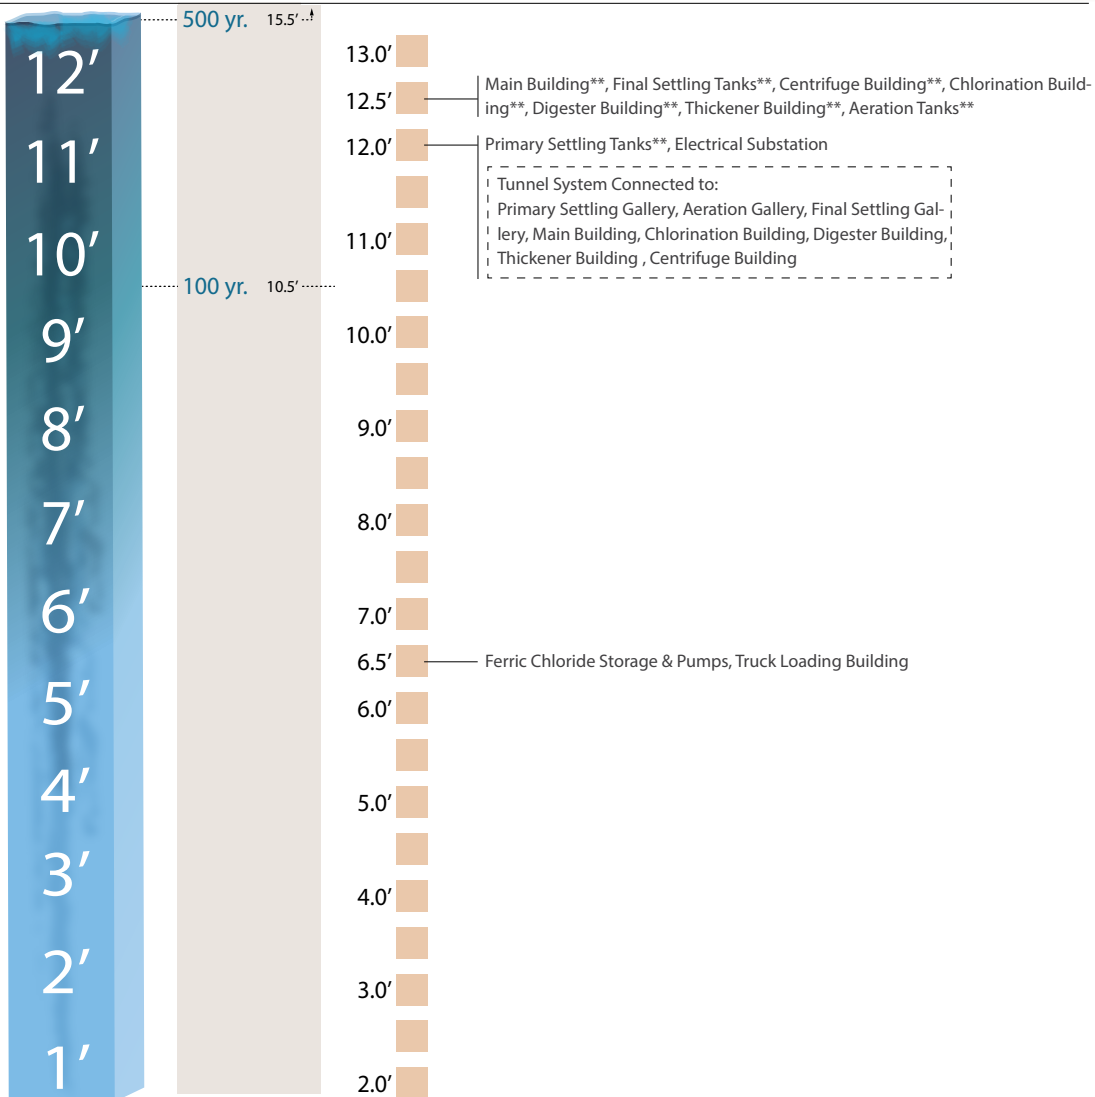 12′
11′
10′
9′
8′
7′
6′
5′
4′
3′
2′
1′
500 yr. 15.5′
100 yr. 10.5′
13.0′
12.5′
Main Building**, Final Settling Tanks**, Centrifuge Building**, Chlorination Build-
ing**, Digester Building**, Thickener Building**, Aeration Tanks**
12.0′
Primary Settling Tanks**, Electrical Substation
Tunnel System Connected to:
Primary Settling Gallery, Aeration Gallery, Final Settling Gal-
lery, Main Building, Chlorination Building, Digester Building,
Thickener Building , Centrifuge Building
11.0′
10.0′
9.0′
8.0′
7.0′
6.5′
Ferric Chloride Storage & Pumps, Truck Loading Building
6.0′
5.0′
4.0′
3.0′
2.0′